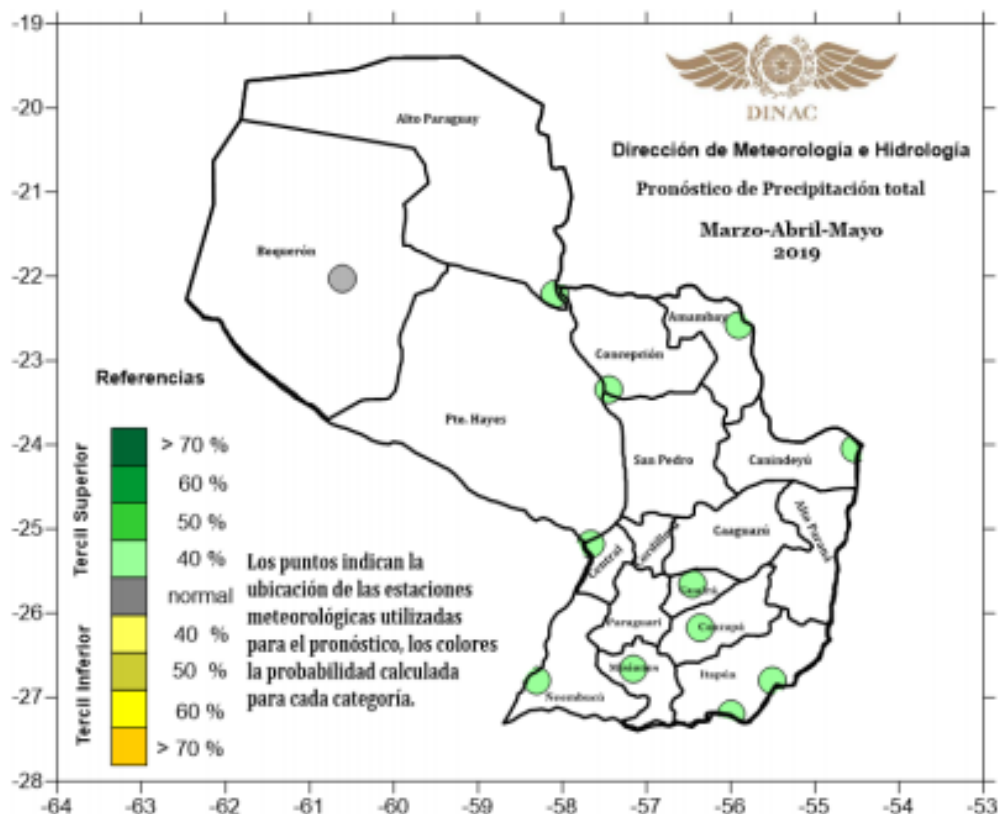 DINAC
Dirección de Meteorología e Hidrología
Pronóstico de Precipitación total
Marzo-Abril-Mayo
2019
-19
-20
-21
-22
-23
-24
-25
-26
-27
-28
Alto Paraguay
Boquerón
Amambay
Concepción
Pte. Hayes
San Pedro
Canindeyú
Caaguazú
Alto Paraná
Central
Cordillera
Guairá
Paraguarí
Caazapá
Misiones
Itapúa
Ñeembucú
Referencias
Tercil Superior
> 70 %
60 %
50 %
40 %
normal
Tercil Inferior
40 %
50 %
60 %
> 70 %
Los puntos indican la
ubicación de las estaciones
meteorológicas utilizadas
para el pronóstico, los colores
la probabilidad calculada
para cada categoría.
-64 -63 -62 -61 -60 -59 -58 -57 -56 -55 -54 -53